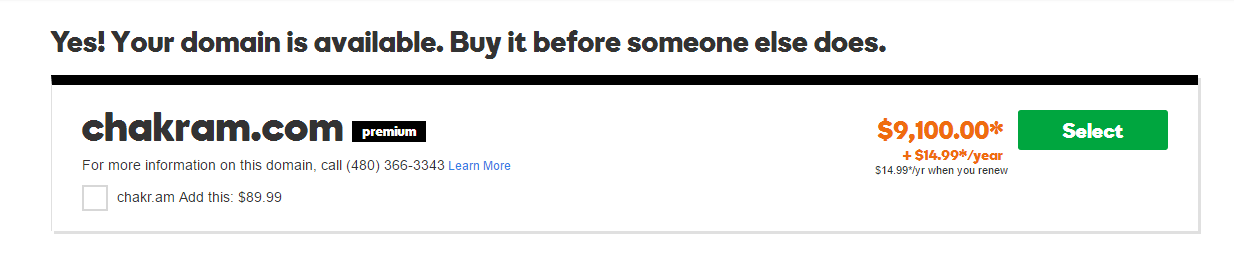 Yes! Your domain is available. Buy it before someone else does.
chakram.com premium
$9,100.00*
Select
+ $14.99*/year
For more information on this domain, call (480) 366-3343 Learn More
$14.99*/yr when you renew
chakr.am Add this: $89.99